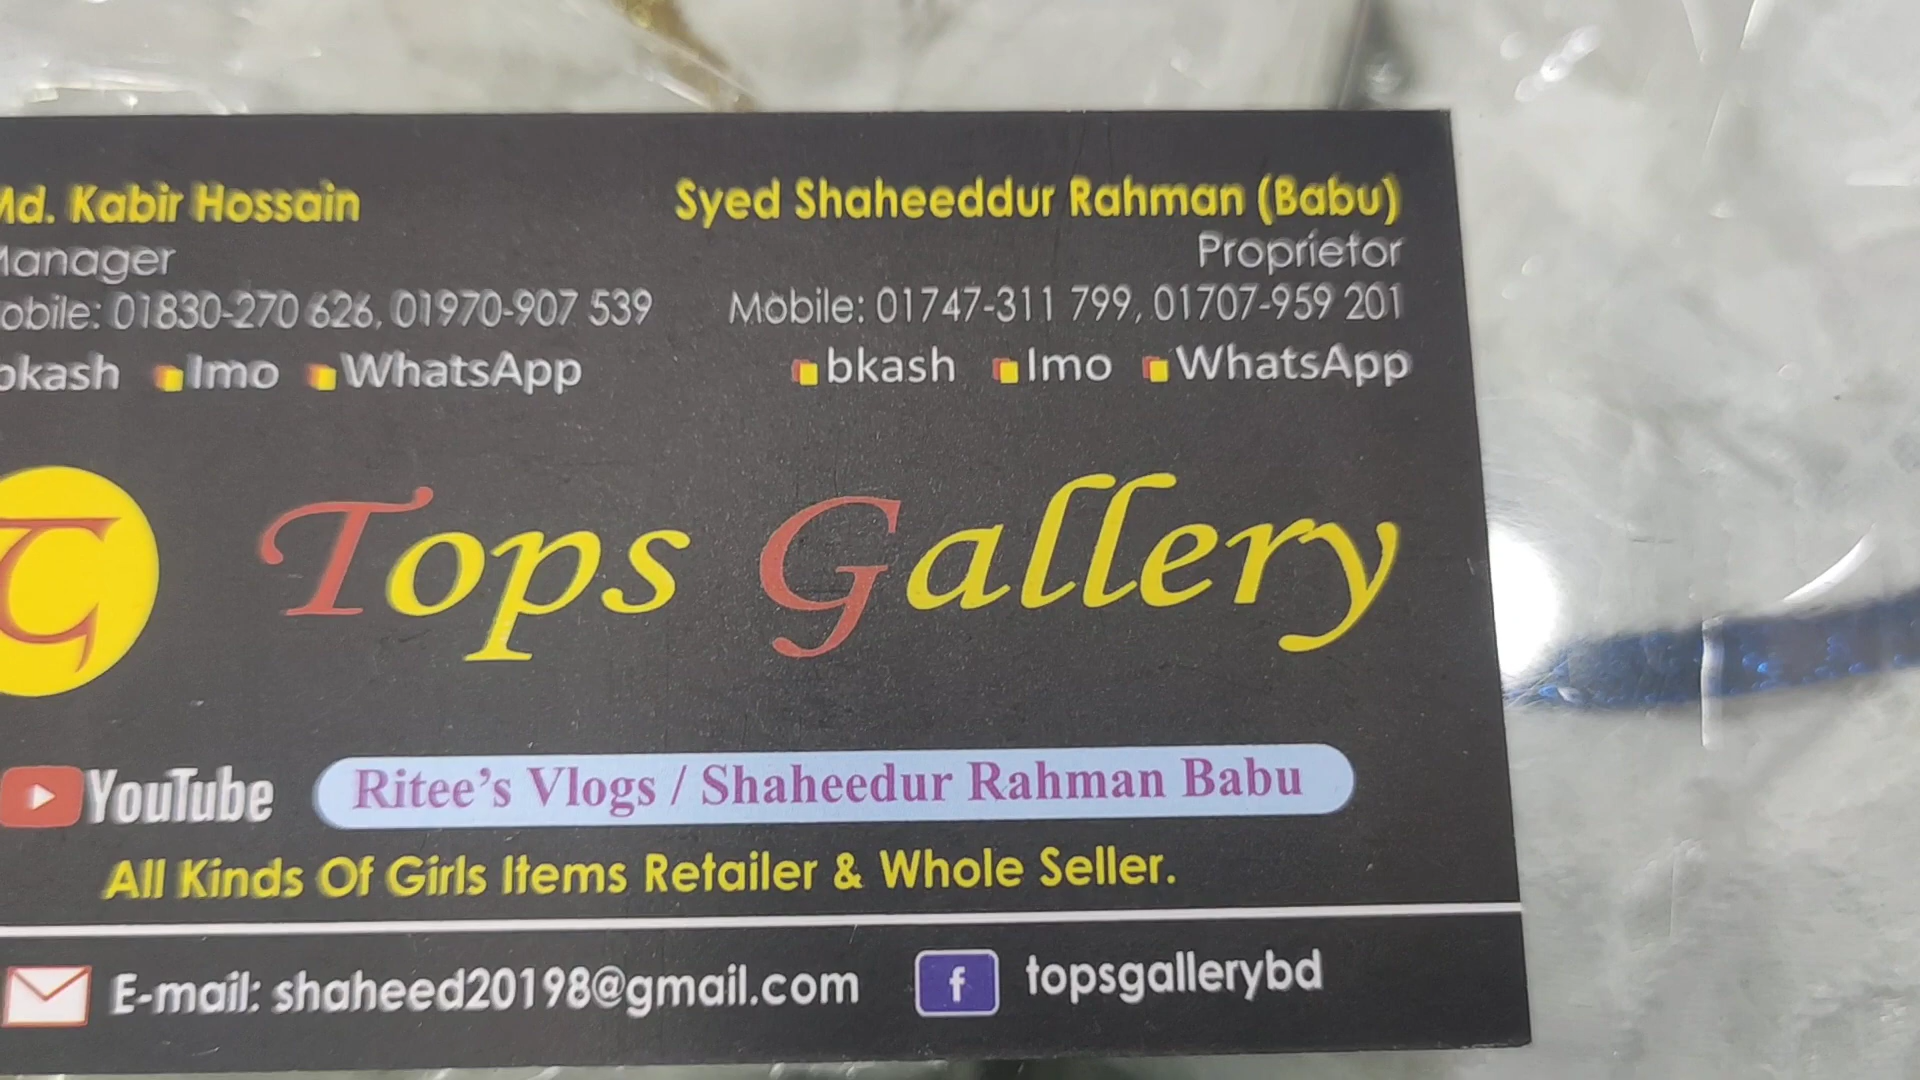 Md. Kabir Hossain
Manager
Mobile: 01830-270 626, 01970-907 539
bkash Imo WhatsApp
Syed Shaheeddur Rahman (Babu)
Proprietor
Mobile: 01747-311 799, 01707-959 201
bkash Imo WhatsApp
Tops Gallery
YouTube Ritee's Vlogs / Shaheedur Rahman Babu
All Kinds Of Girls Items Retailer & Whole Seller.
E-mail: shaheed20198@gmail.com f topsgallerybd